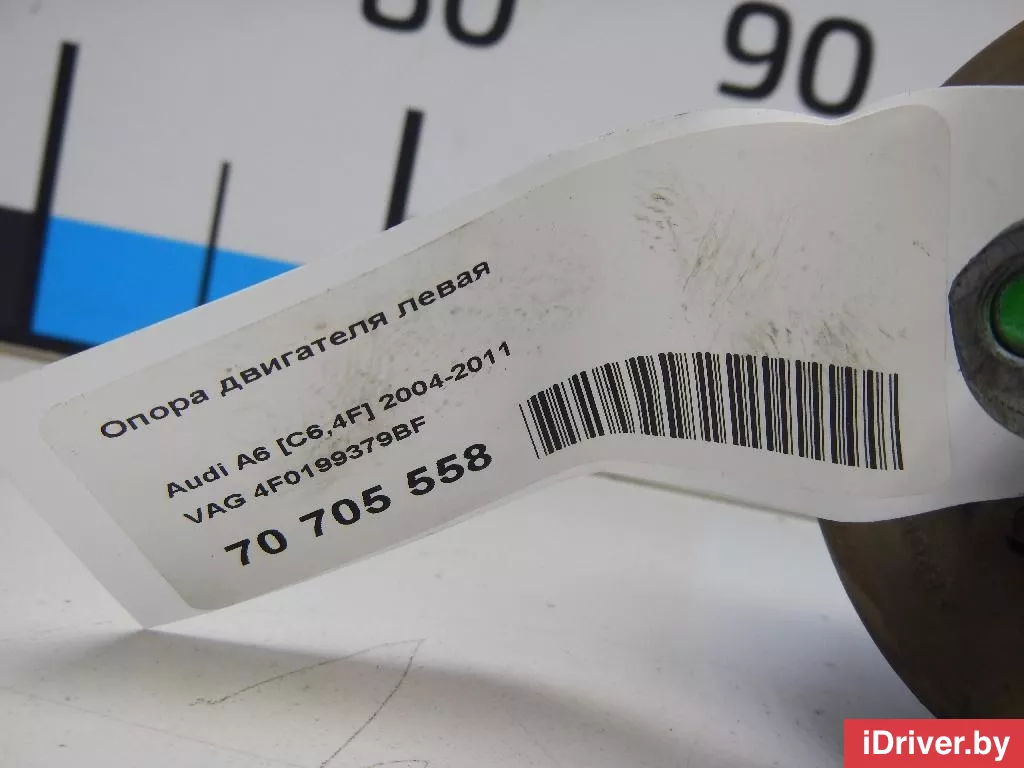 80
90
Опора двигателя левая
Audi A6 [C6,4F] 2004-2011
VAG 4F0199379BF
70 705 558
iDriver.by